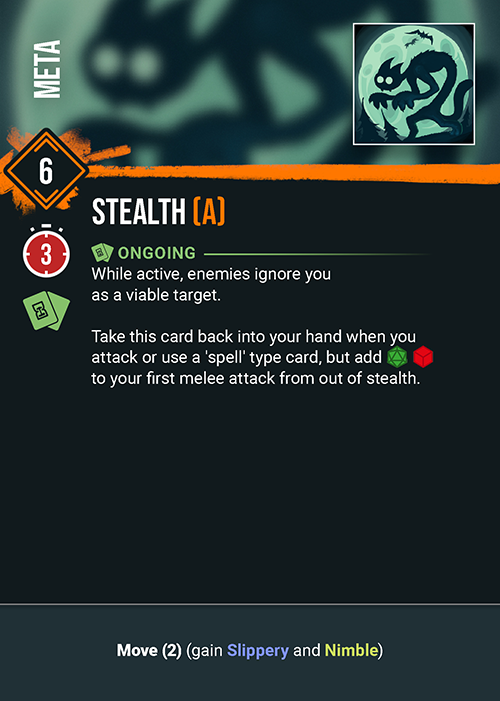 META
6
STEALTH (A)
3
ONGOING
While active, enemies ignore you
as a viable target.
Take this card back into your hand when you
attack or use a 'spell' type card, but add
to your first melee attack from out of stealth.
Move (2) (gain Slippery and Nimble)